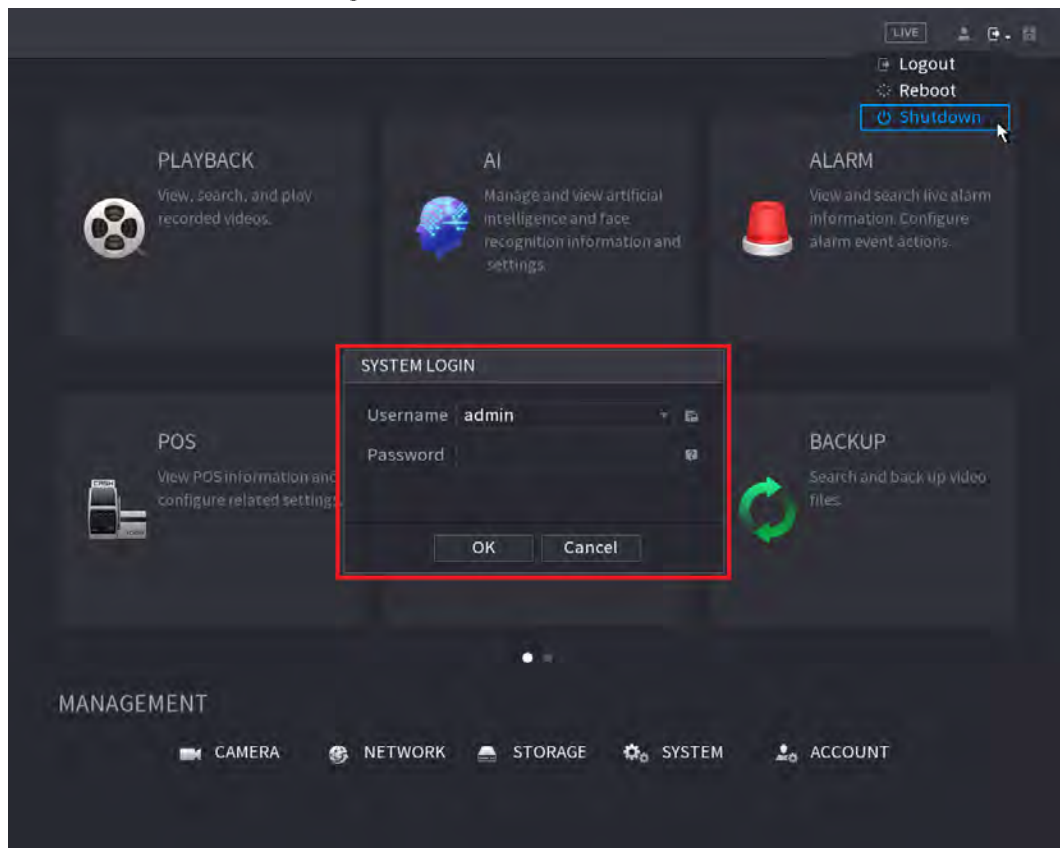 LIVE
Logout
Reboot
Shutdown
PLAYBACK
View, search, and play
recorded videos.
AI
Manage and view artificial
intelligence and face
recognition information and
settings.
ALARM
View and search live alarm
information. Configure
alarm event actions.
SYSTEM LOGIN
Username admin
Password
OK Cancel
POS
View POS information and
configure related settings.
BACKUP
Search and back up video
files.
MANAGEMENT
CAMERA NETWORK STORAGE SYSTEM ACCOUNT